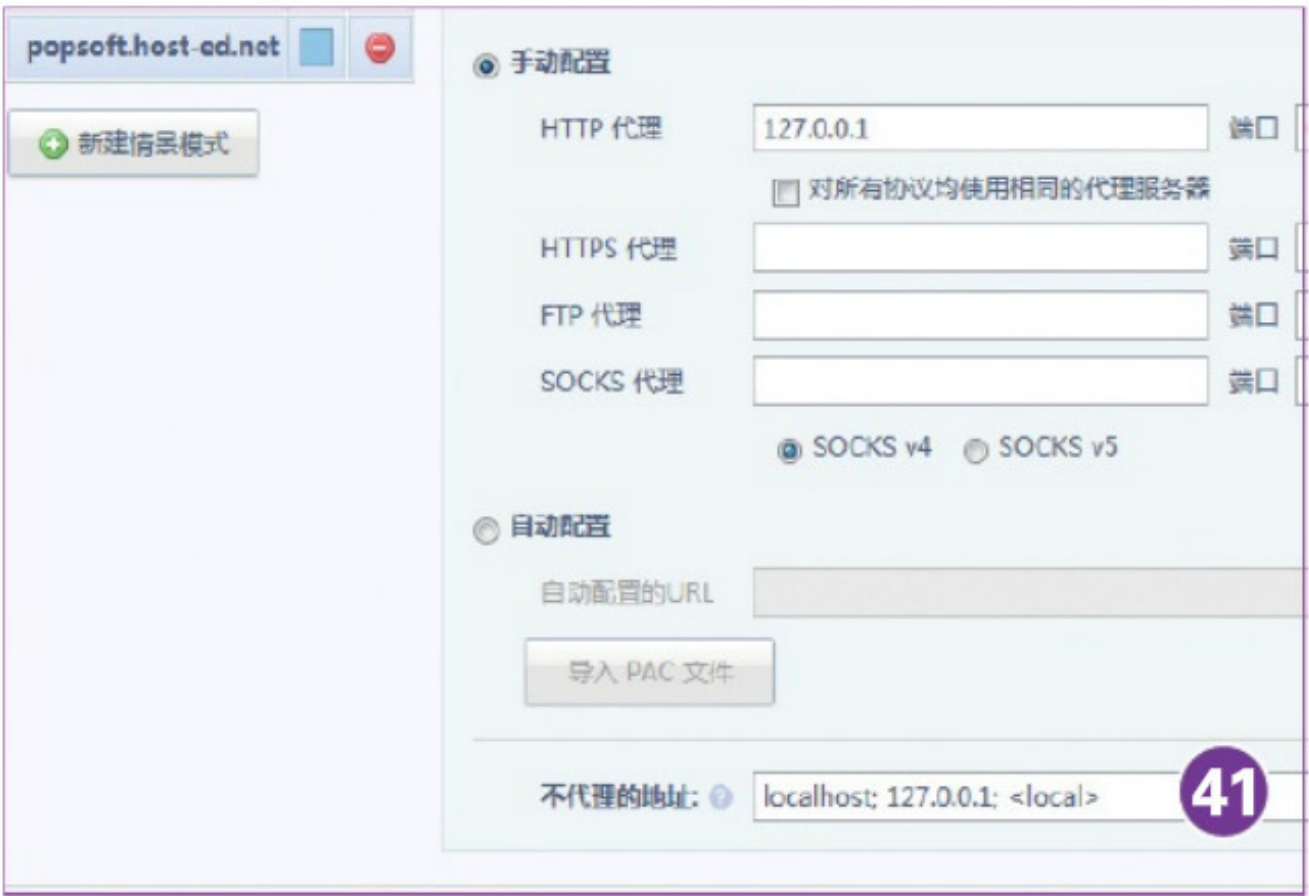 popsoft.host-ed.net
新建情景模式
手动配置
HTTP 代理 127.0.0.1 端口
对所有协议均使用相同的代理服务器
HTTPS 代理 端口
FTP 代理 端口
SOCKS 代理 端口
SOCKS v4 SOCKS v5
自动配置
自动配置的URL
导入 PAC 文件
不代理的地址: localhost; 127.0.0.1; <local>
41